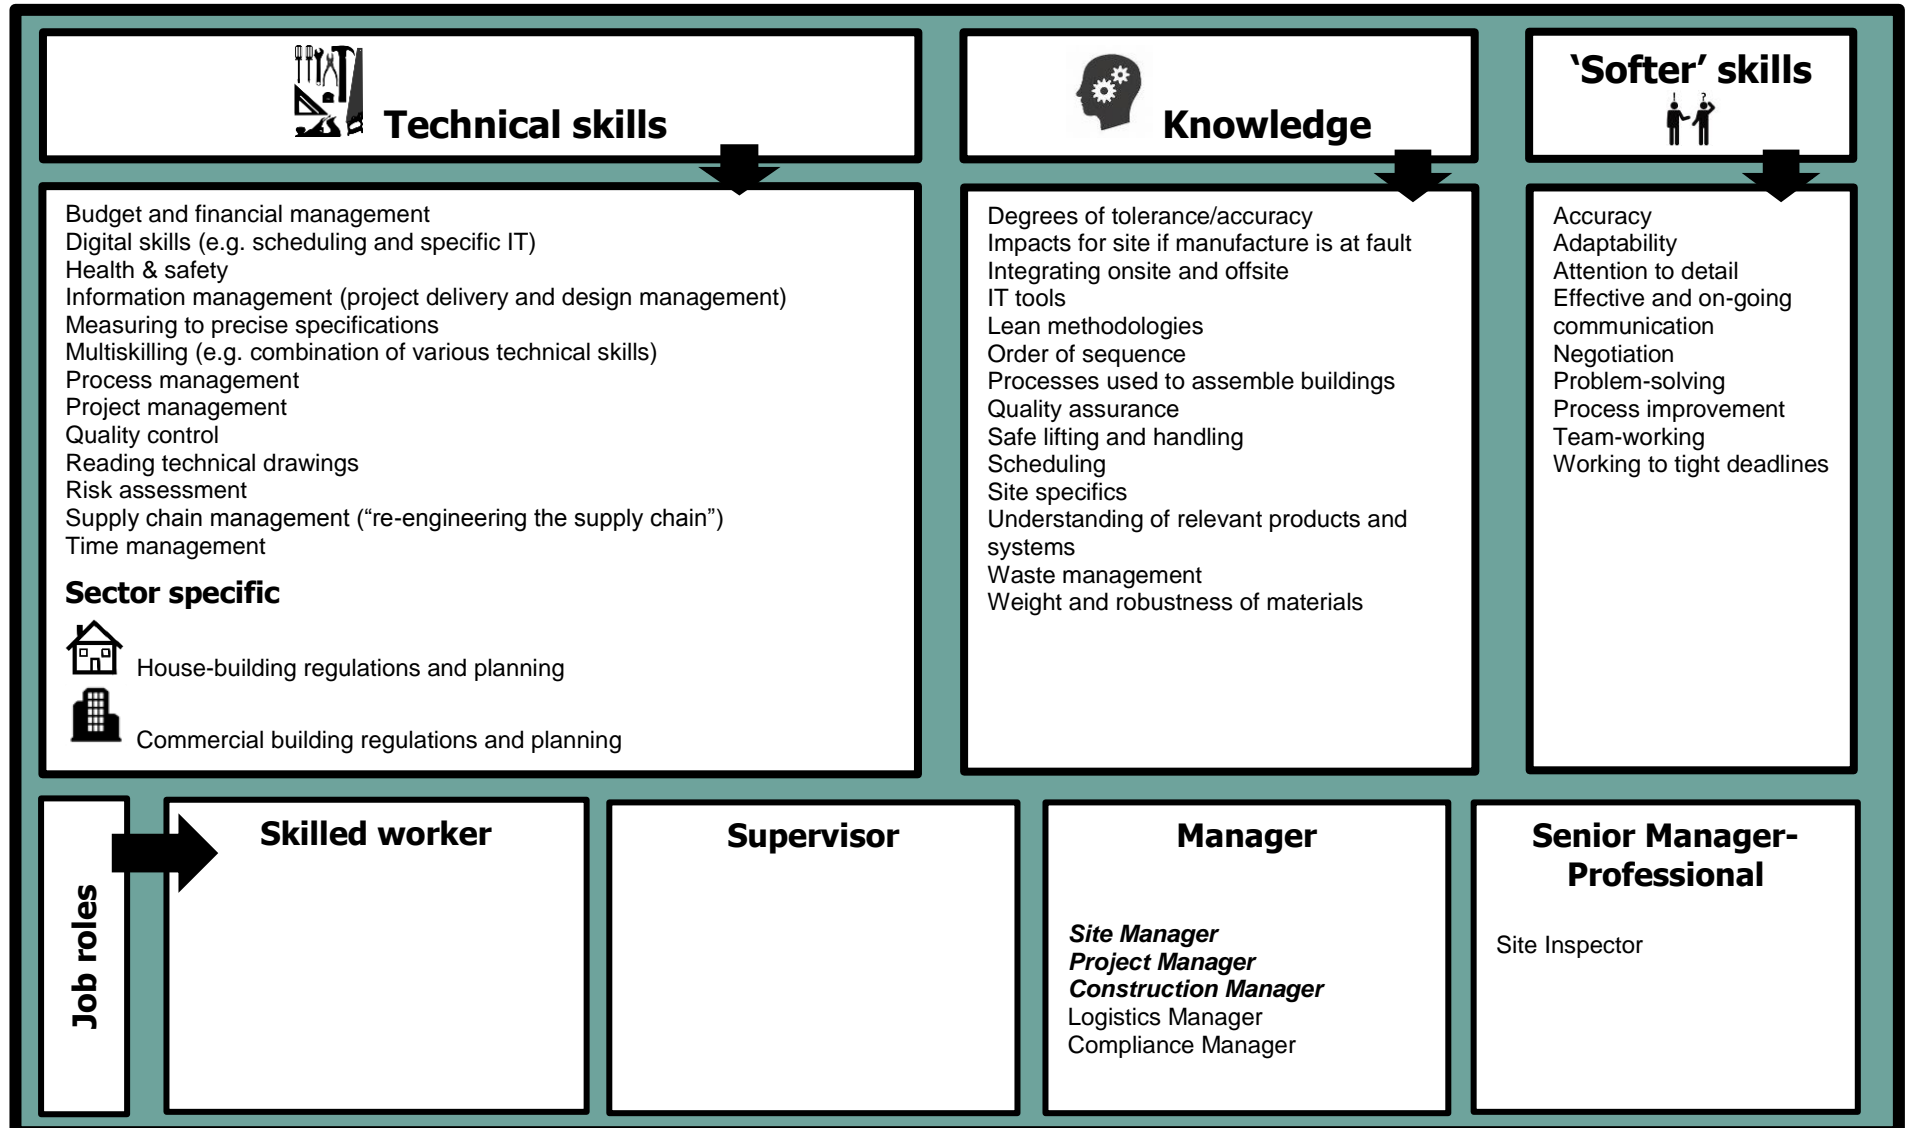 Technical skills
Budget and financial management
Digital skills (e.g. scheduling and specific IT)
Health & safety
Information management (project delivery and design management)
Measuring to precise specifications
Multiskilling (e.g. combination of various technical skills)
Process management
Project management
Quality control
Reading technical drawings
Risk assessment
Supply chain management (“re-engineering the supply chain”)
Time management
Sector specific
House-building regulations and planning
Commercial building regulations and planning
Knowledge
Degrees of tolerance/accuracy
Impacts for site if manufacture is at fault
Integrating onsite and offsite
IT tools
Lean methodologies
Order of sequence
Processes used to assemble buildings
Quality assurance
Safe lifting and handling
Scheduling
Site specifics
Understanding of relevant products and
systems
Waste management
Weight and robustness of materials
‘Softer’ skills
! ?
Accuracy
Adaptability
Attention to detail
Effective and on-going
communication
Negotiation
Problem-solving
Process improvement
Team-working
Working to tight deadlines
Job roles
Skilled worker
Supervisor
Manager
Site Manager
Project Manager
Construction Manager
Logistics Manager
Compliance Manager
Senior Manager-
Professional
Site Inspector